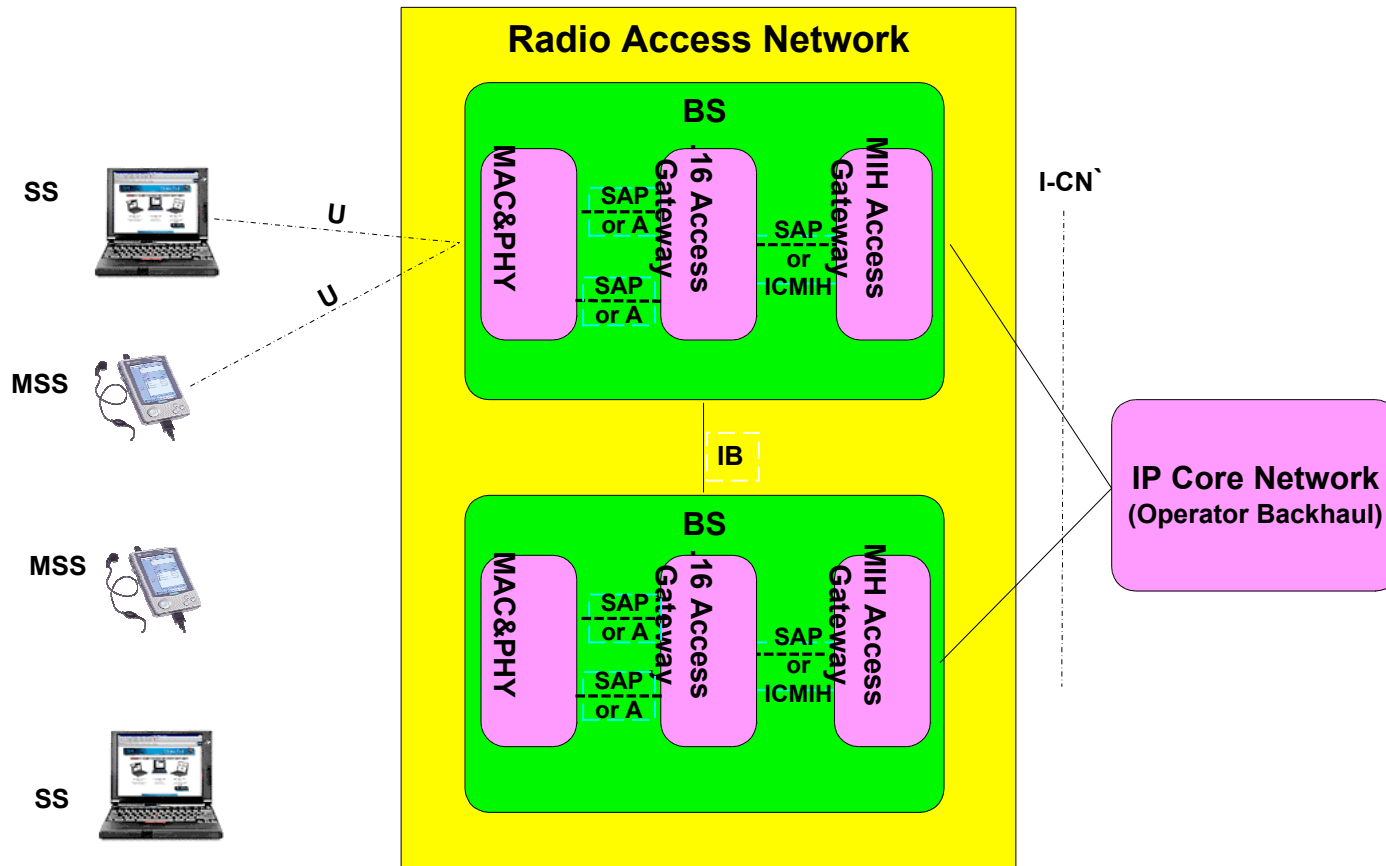 Radio Access Network
BS
MAC&PHY
SAP
or A
SAP
or A
.16 Access
Gateway
SAP
or
ICMIH
MIH Access
Gateway
SS
U
U
MSS
I-CN`
IB
IP Core Network
(Operator Backhaul)
BS
MAC&PHY
SAP
or A
SAP
or A
.16 Access
Gateway
SAP
or
ICMIH
MIH Access
Gateway
MSS
SS